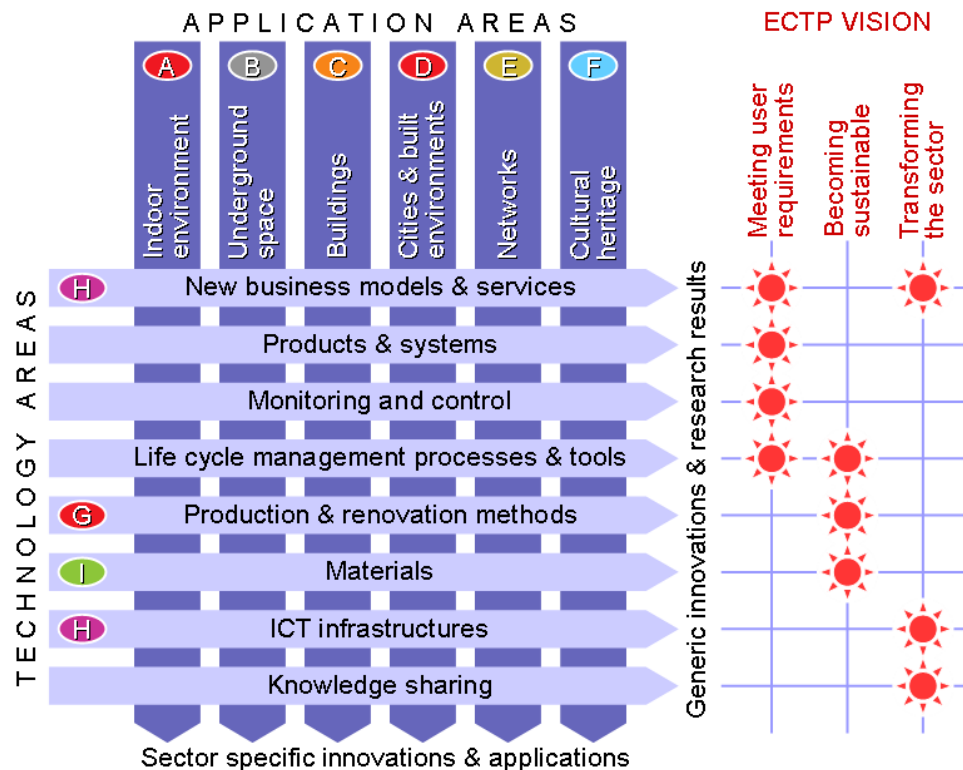 APPLICATION AREAS
ECTP VISION
A
B
C
D
E
F
Indoor
environment
Underground
space
Buildings
Cities & built
environments
Networks
Cultural
heritage
Meeting user
requirements
Becoming
sustainable
Transforming
the sector
TECHNOLOGY AREAS
H
New business models & services
Products & systems
Monitoring and control
Life cycle management processes & tools
G
Production & renovation methods
I
Materials
H
ICT infrastructures
Knowledge sharing
Generic innovations & research results
Sector specific innovations & applications